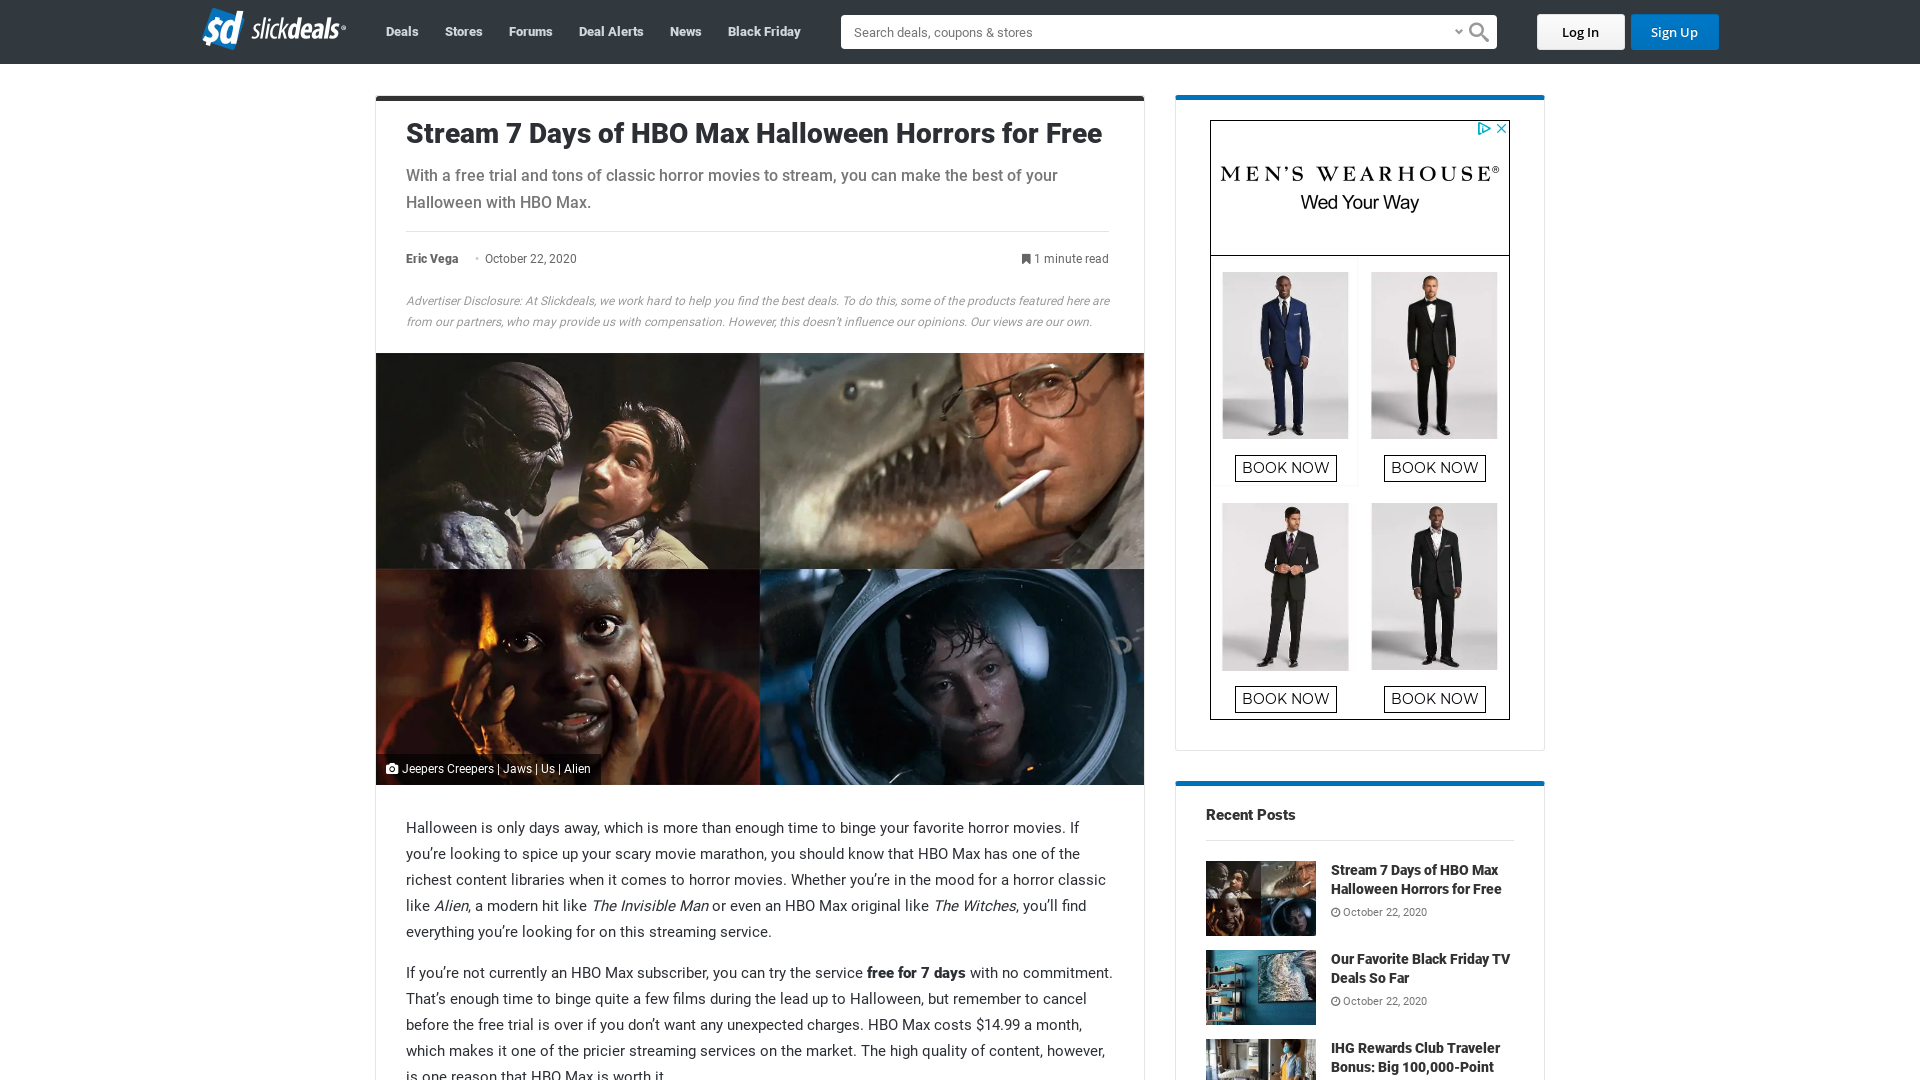 sd slickdeals®
Deals Stores Forums Deal Alerts News Black Friday
Search deals, coupons & stores
Log In Sign Up
Stream 7 Days of HBO Max Halloween Horrors for Free
With a free trial and tons of classic horror movies to stream, you can make the best of your
Halloween with HBO Max.
Eric Vega • October 22, 2020
1 minute read
Advertiser Disclosure: At Slickdeals, we work hard to help you find the best deals. To do this, some of the products featured here are
from our partners, who may provide us with compensation. However, this doesn’t influence our opinions. Our views are our own.
Jeepers Creepers | Jaws | Us | Alien
Halloween is only days away, which is more than enough time to binge your favorite horror movies. If
you’re looking to spice up your scary movie marathon, you should know that HBO Max has one of the
richest content libraries when it comes to horror movies. Whether you’re in the mood for a horror classic
like Alien, a modern hit like The Invisible Man or even an HBO Max original like The Witches, you’ll find
everything you’re looking for on this streaming service.
If you’re not currently an HBO Max subscriber, you can try the service free for 7 days with no commitment.
That’s enough time to binge quite a few films during the lead up to Halloween, but remember to cancel
before the free trial is over if you don’t want any unexpected charges. HBO Max costs $14.99 a month,
which makes it one of the pricier streaming services on the market. The high quality of content, however,
is one reason that HBO Max is worth it.
MEN'S WEARHOUSE®
Wed Your Way
BOOK NOW BOOK NOW
BOOK NOW BOOK NOW
Recent Posts
Stream 7 Days of HBO Max
Halloween Horrors for Free
October 22, 2020
Our Favorite Black Friday TV
Deals So Far
October 22, 2020
IHG Rewards Club Traveler
Bonus: Big 100,000-Point